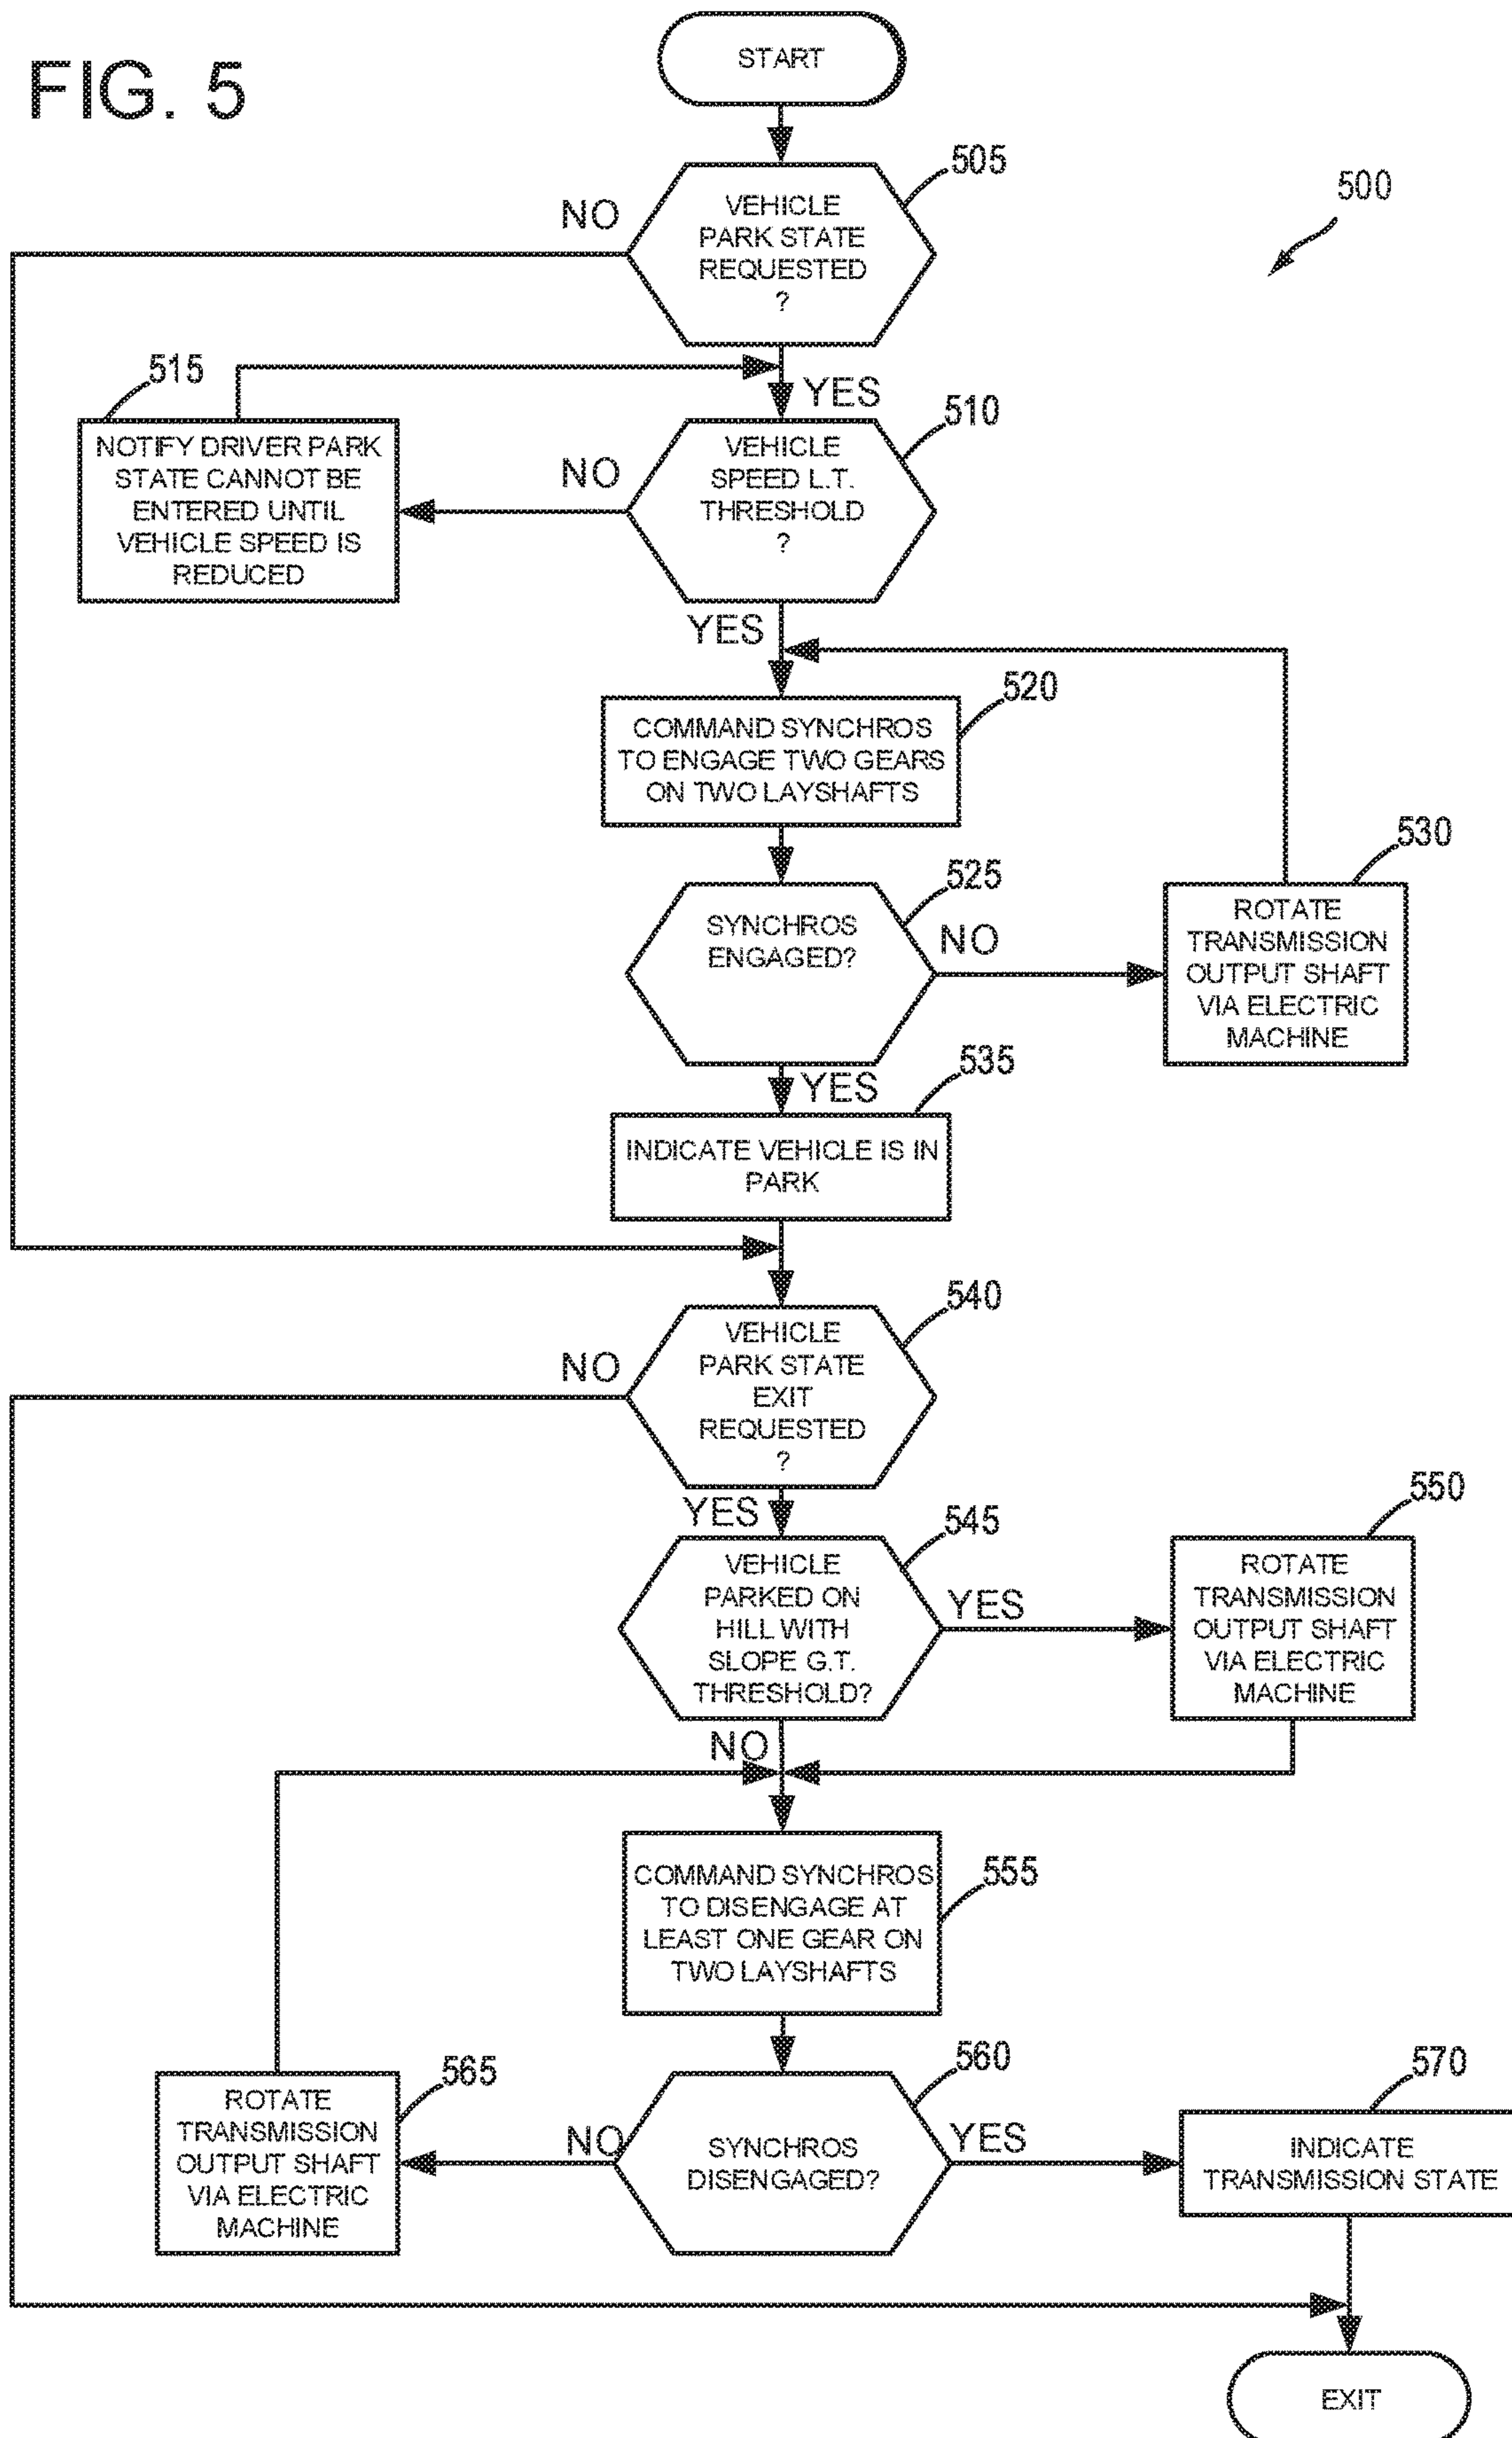 FIG. 5
START
505
500
NO
VEHICLE
PARK STATE
REQUESTED
?
515
YES
510
NOTIFY DRIVER PARK
STATE CANNOT BE
ENTERED UNTIL
VEHICLE SPEED IS
REDUCED
NO
VEHICLE
SPEED L.T.
THRESHOLD
?
YES
520
COMMAND SYNCHROS
TO ENGAGE TWO GEARS
ON TWO LAYSHAFTS
525
530
SYNCHROS
ENGAGED?
NO
ROTATE
TRANSMISSION
OUTPUT SHAFT
VIA ELECTRIC
MACHINE
YES
535
INDICATE VEHICLE IS IN
PARK
540
NO
VEHICLE
PARK STATE
EXIT
REQUESTED
?
YES
545
550
VEHICLE
PARKED ON
HILL WITH
SLOPE G.T.
THRESHOLD?
YES
ROTATE
TRANSMISSION
OUTPUT SHAFT
VIA ELECTRIC
MACHINE
NO
555
COMMAND SYNCHROS
TO DISENGAGE AT
LEAST ONE GEAR ON
TWO LAYSHAFTS
565
560
570
ROTATE
TRANSMISSION
OUTPUT SHAFT
VIA ELECTRIC
MACHINE
NO
SYNCHROS
DISENGAGED?
YES
INDICATE
TRANSMISSION STATE
EXIT